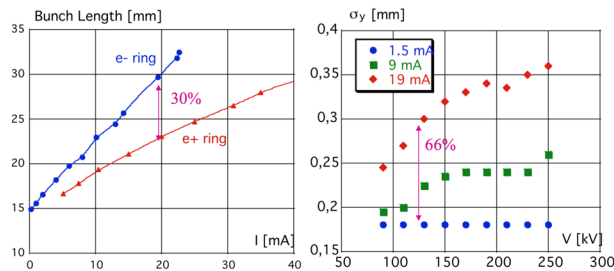 Bunch Length [mm]
35
30
25
20
15
10
0
10
20
30
40
e- ring
30%
e+ ring
I [mA]
σy [mm]
0,4
0,35
0,3
0,25
0,2
0,15
50
100
150
200
250
300
1.5 mA
9 mA
19 mA
66%
V [kV]